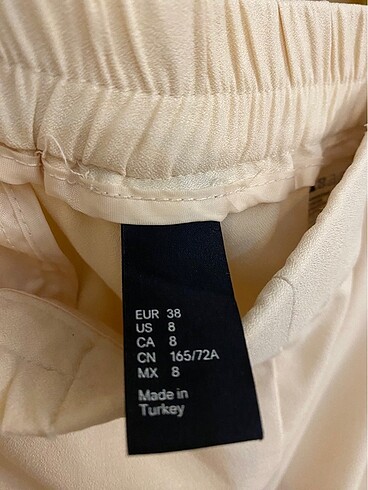 EUR 38
US 8
CA 8
CN 165/72A
MX 8
Made in
Turkey